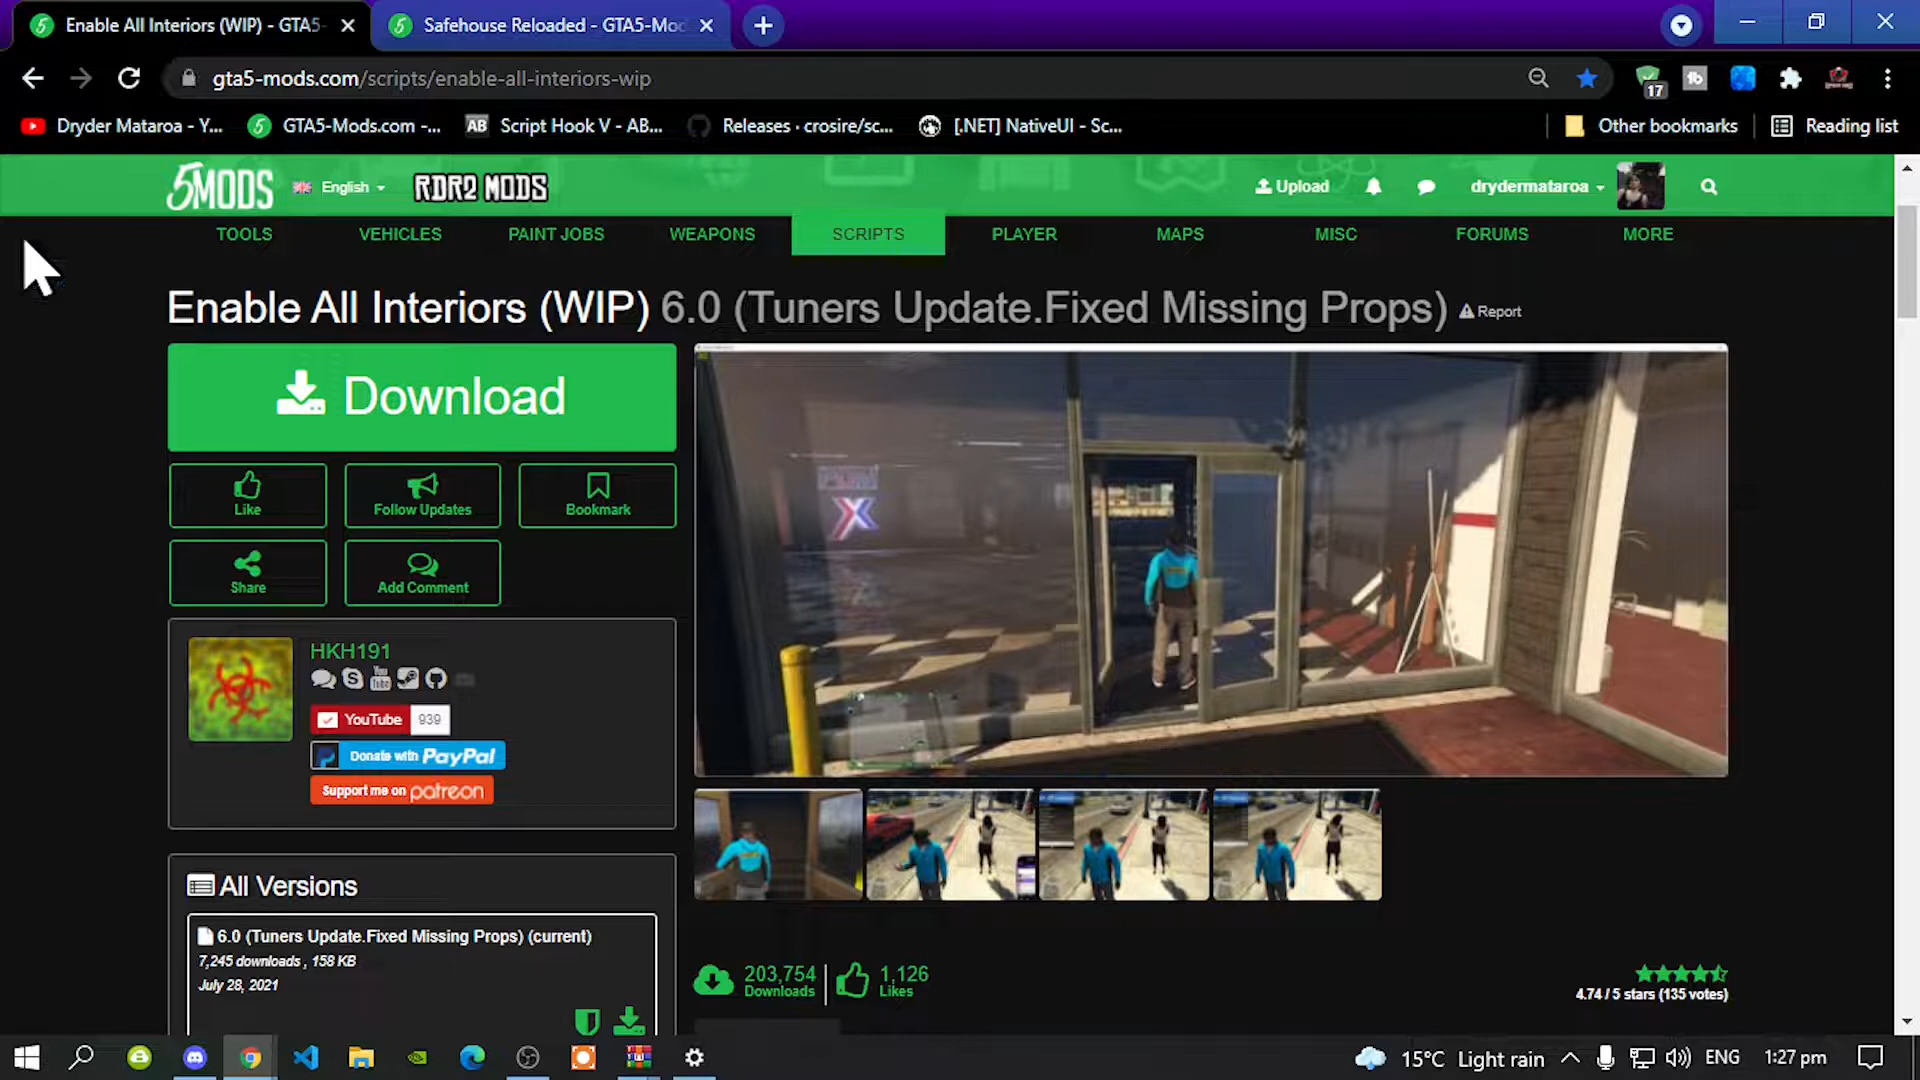 Enable All Interiors (WIP) - GTA5-
Safehouse Reloaded - GTA5-Mo
gta5-mods.com/scripts/enable-all-interiors-wip
17
Dryder Mataroa - Y...
GTA5-Mods.com -...
AB
Script Hook V - AB...
Releases · crosire/sc...
[.NET] NativeUI - Sc...
Other bookmarks
Reading list
5MODS
English
RDR2 MODS
Upload
drydermataroa
TOOLS
VEHICLES
PAINT JOBS
WEAPONS
SCRIPTS
PLAYER
MAPS
MISC
FORUMS
MORE
Enable All Interiors (WIP) 6.0 (Tuners Update.Fixed Missing Props)
Report
Download
Like
Follow Updates
Bookmark
Share
Add Comment
HKH191
YouTube 939
Donate with PayPal
Support me on patreon
All Versions
6.0 (Tuners Update.Fixed Missing Props) (current)
7,245 downloads , 158 KB
July 28, 2021
203,754
Downloads
1,126
Likes
4.74 / 5 stars (135 votes)
15°C Light rain
ENG
1:27 pm